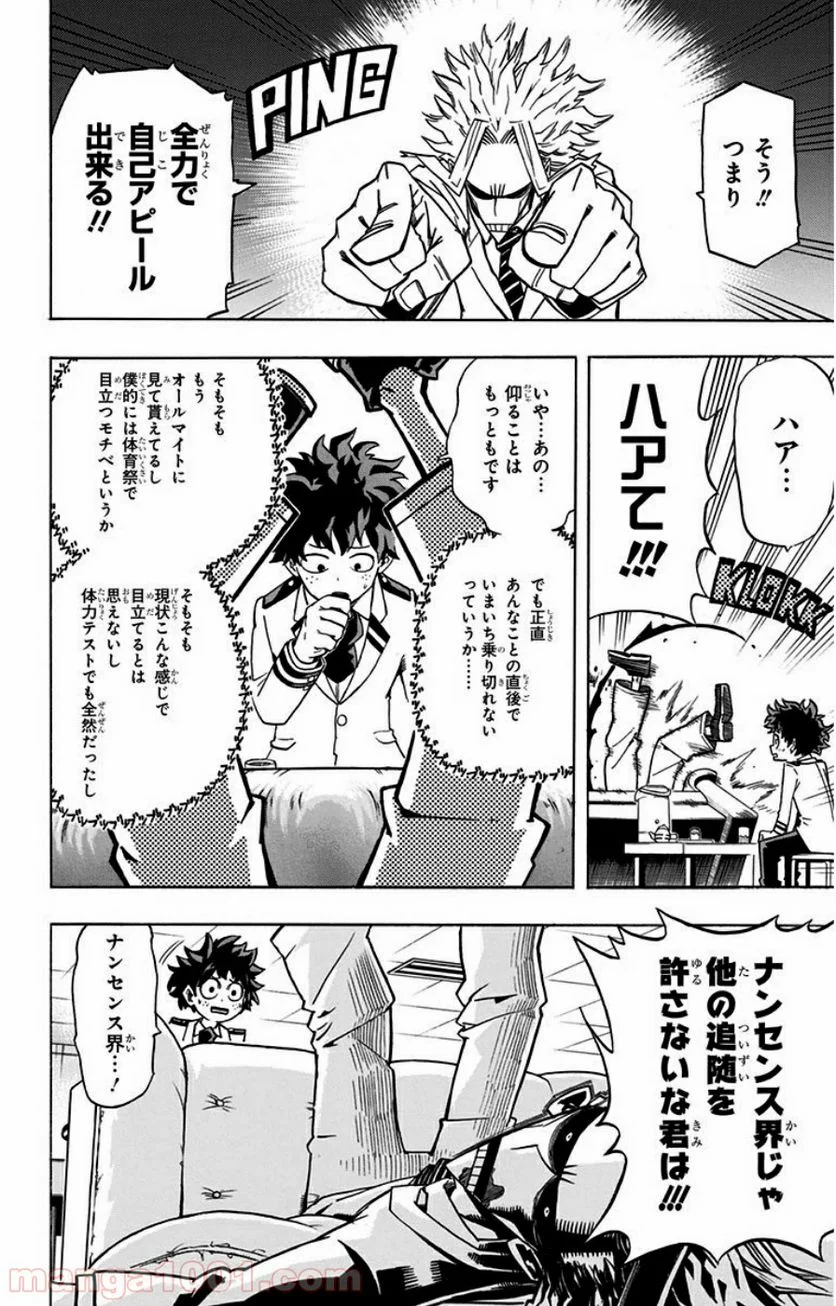 そう!!
つまり
PING
全力で
自己アピール
出来る!!
ハァ…
ハアて!!!
KLOKK
いや…あの…
仰ることは
もっともです
でも正直
あんなことの直後で
いまいち乗り切れない
っていうか……
そもそも
もう
オールマイトに
見て貰えてるし
僕的には体育祭で
目立つモチベというか
そもそも
現状こんな感じで
目立てるとは
思えないし
体力テストでも全然だったし
ナンセンス界じゃ
他の追随を
許さないな君は!!!
ナンセンス界…!
manga1001.com